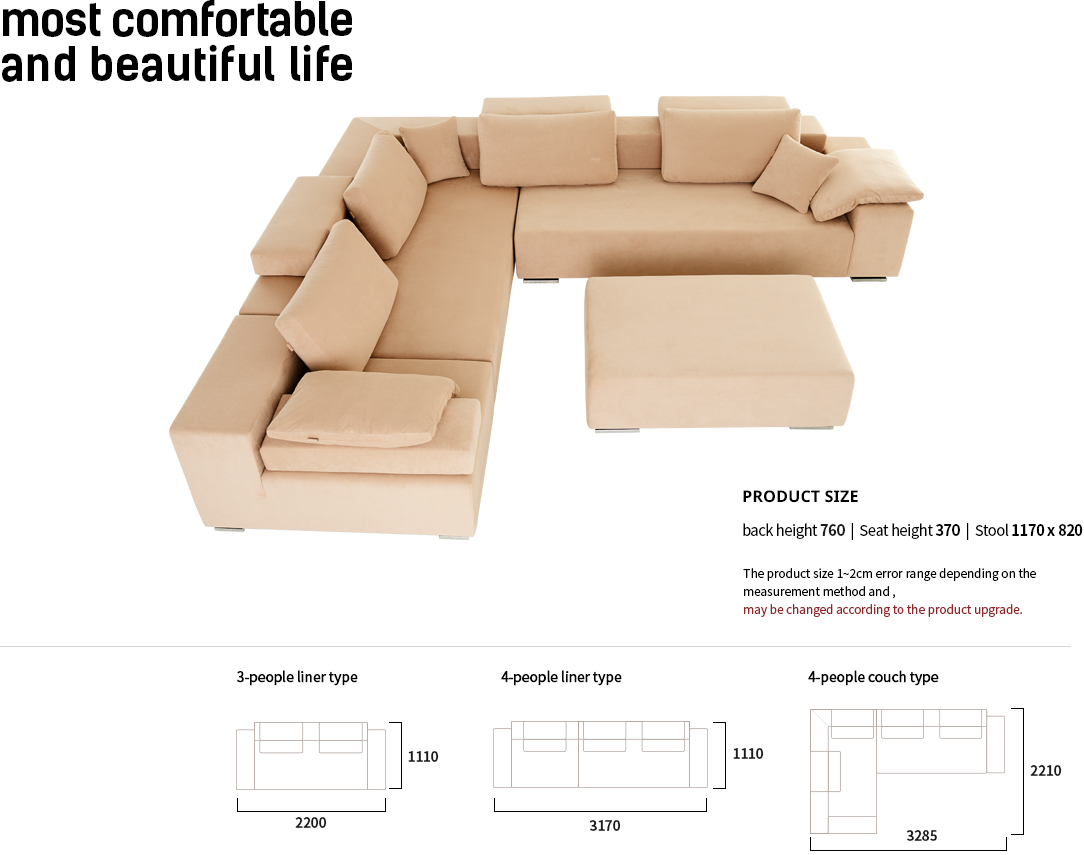 most comfortable
and beautiful life
PRODUCT SIZE
back height 760 | Seat height 370 | Stool 1170 x 820
The product size 1~2cm error range depending on the
measurement method and ,
may be changed according to the product upgrade.
3-people liner type
4-people liner type
4-people couch type
1110
2200
1110
3170
2210
3285